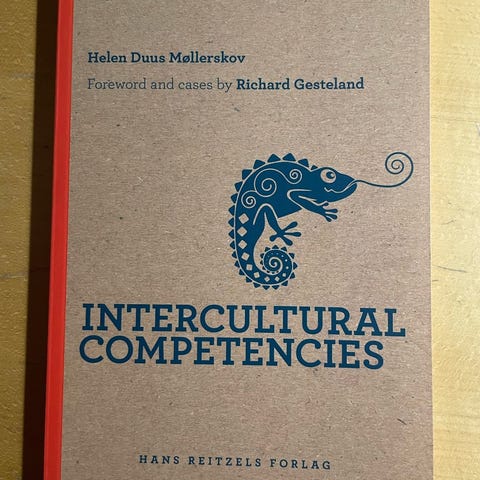 Helen Duus Møllerskov
Foreword and cases by Richard Gesteland
INTERCULTURAL
COMPETENCIES
HANS REITZELS FORLAG